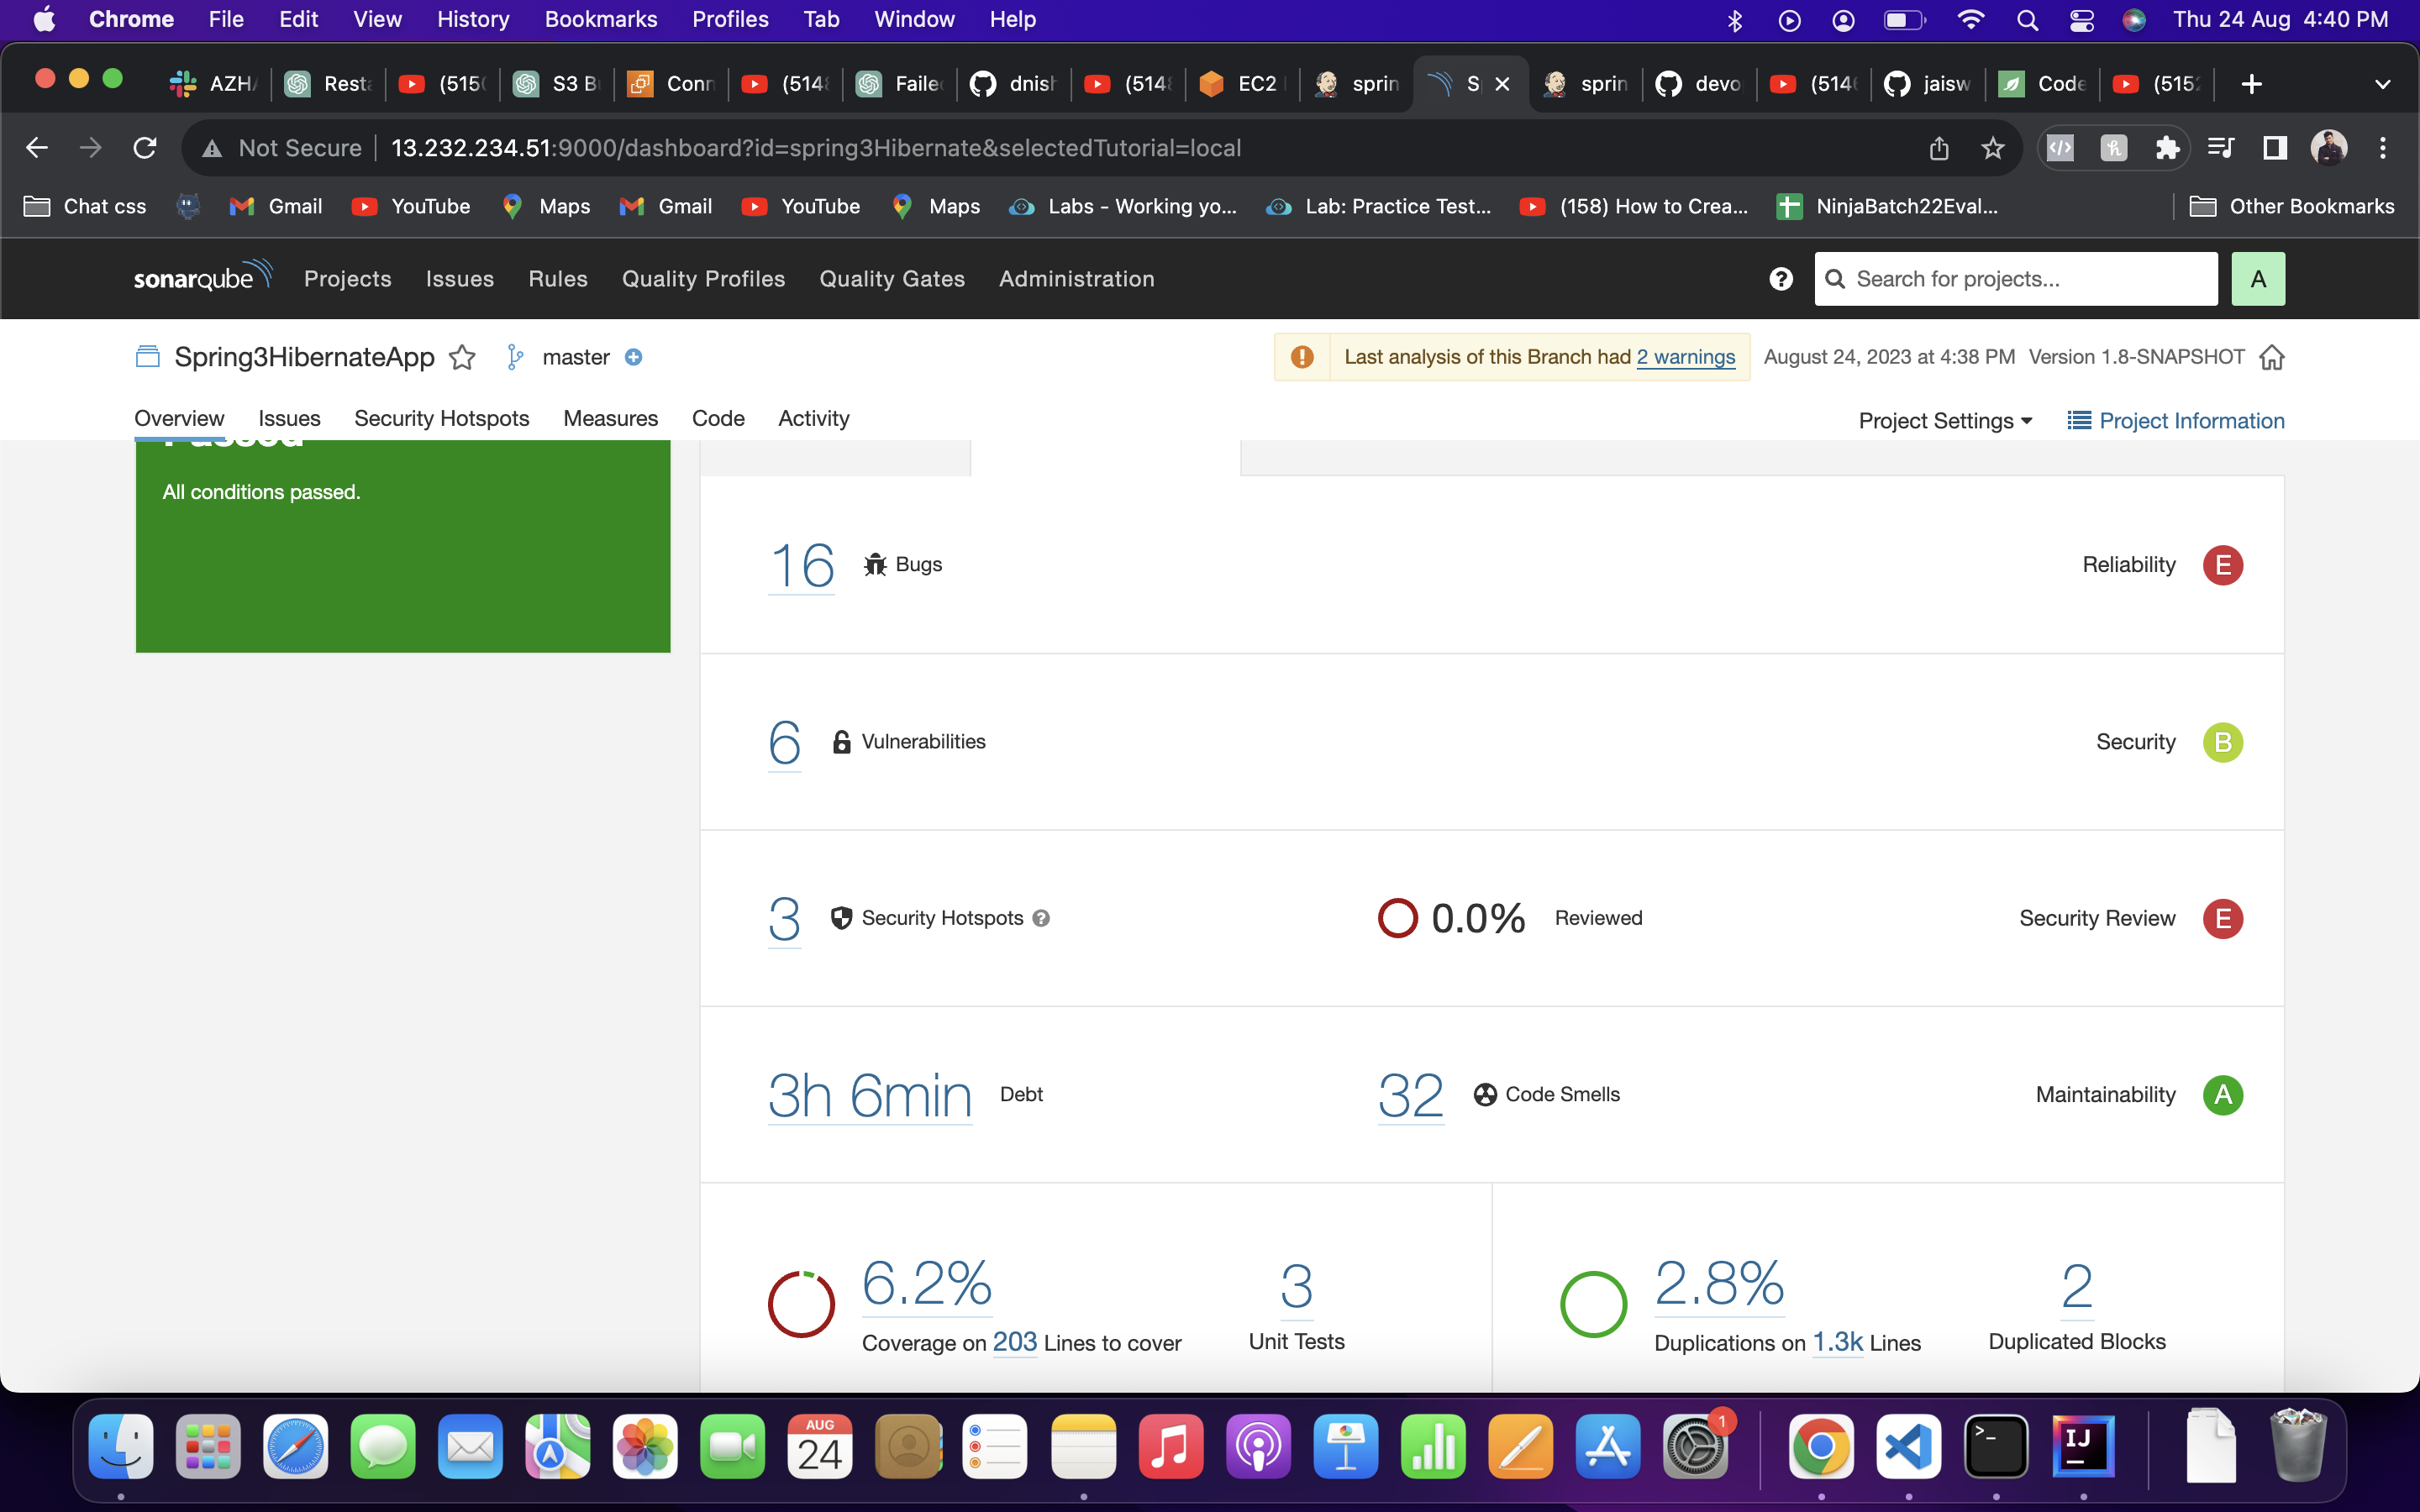 Chrome File Edit View History Bookmarks Profiles Tab Window Help Thu 24 Aug 4:40 PM
AZH Rest (515 S3 B Conn (514 Faile dnish (514 EC2 sprin S sprin devo (514 jaisw Code (515
Not Secure 13.232.234.51:9000/dashboard?id=spring3Hibernate&selectedTutorial=local
Chat css Gmail YouTube Maps Gmail YouTube Maps Labs - Working yo... Lab: Practice Test... (158) How to Crea... NinjaBatch22Eval... Other Bookmarks
sonarqube Projects Issues Rules Quality Profiles Quality Gates Administration ? Search for projects... A
Spring3HibernateApp master Last analysis of this Branch had 2 warnings August 24, 2023 at 4:38 PM Version 1.8-SNAPSHOT
Overview Issues Security Hotspots Measures Code Activity Project Settings Project Information
Passed
All conditions passed.
16 Bugs Reliability E
6 Vulnerabilities Security B
3 Security Hotspots ? 0.0% Reviewed Security Review E
3h 6min Debt 32 Code Smells Maintainability A
6.2% 3 2.8% 2
Coverage on 203 Lines to cover Unit Tests Duplications on 1.3k Lines Duplicated Blocks
AUG
24
1
>_
IJ